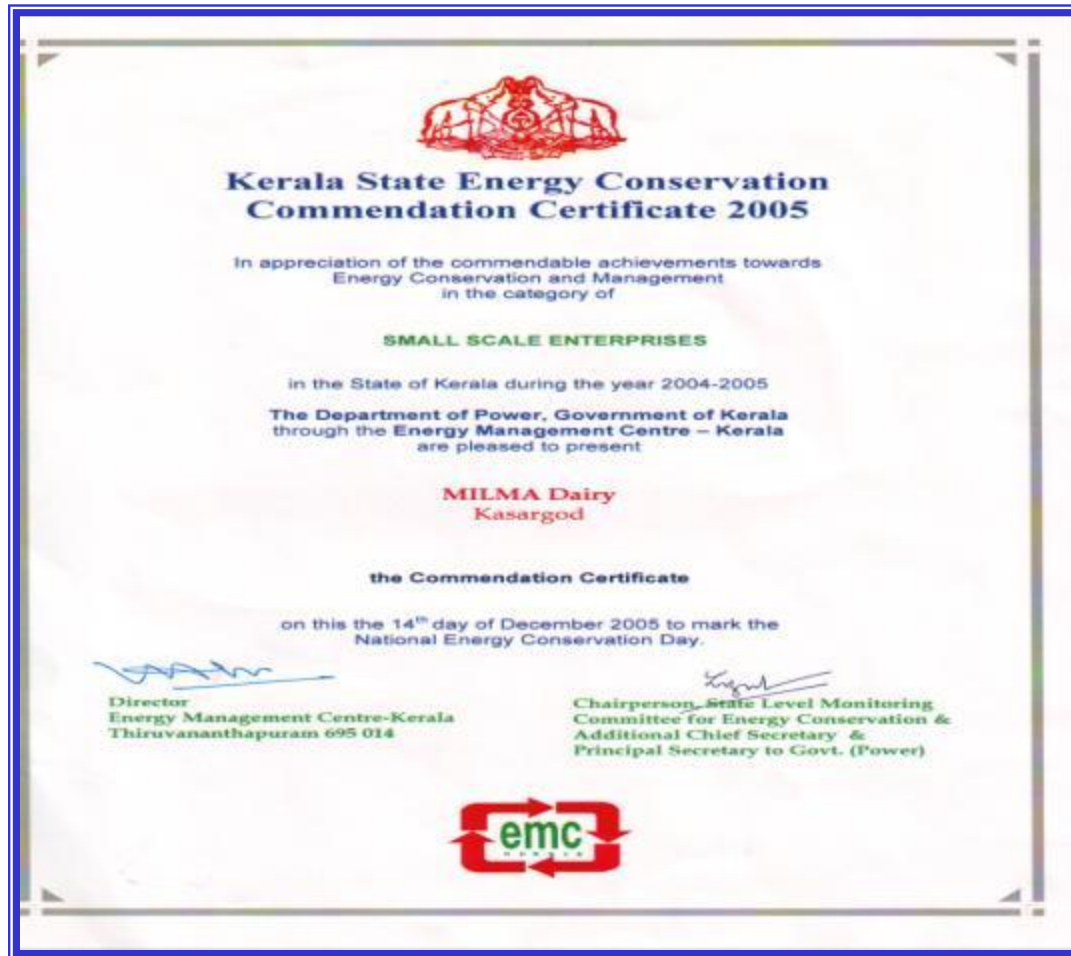 Kerala State Energy Conservation
Commendation Certificate 2005
In appreciation of the commendable achievements towards
Energy Conservation and Management
in the category of
SMALL SCALE ENTERPRISES
in the State of Kerala during the year 2004-2005
The Department of Power, Government of Kerala
through the Energy Management Centre – Kerala
are pleased to present
MILMA Dairy
Kasargod
the Commendation Certificate
on this the 14th day of December 2005 to mark the
National Energy Conservation Day.
Director
Energy Management Centre-Kerala
Thiruvananthapuram 695 014
Chairperson, State Level Monitoring
Committee for Energy Conservation &
Additional Chief Secretary &
Principal Secretary to Govt. (Power)
emc